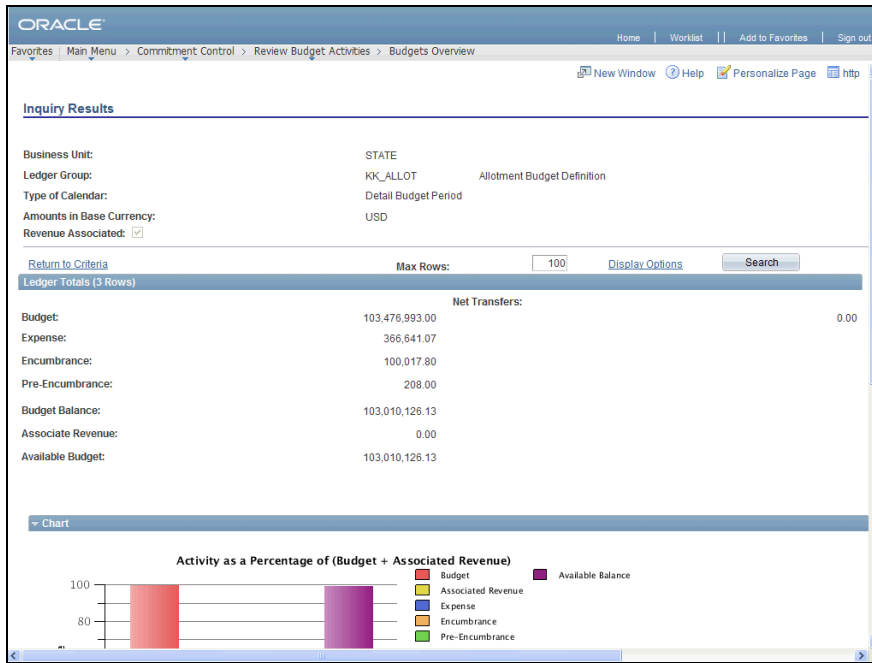 ORACLE
Home | Worklist || Add to Favorites | Sign out
Favorites | Main Menu > Commitment Control > Review Budget Activities > Budgets Overview
New Window Help Personalize Page http
Inquiry Results
Business Unit: STATE
Ledger Group: KK_ALLOT Allotment Budget Definition
Type of Calendar: Detail Budget Period
Amounts in Base Currency: USD
Revenue Associated:
Return to Criteria Max Rows: 100 Display Options Search
Ledger Totals (3 Rows)
Net Transfers:
Budget: 103,476,993.00 0.00
Expense: 366,641.07
Encumbrance: 100,017.80
Pre-Encumbrance: 208.00
Budget Balance: 103,010,126.13
Associate Revenue: 0.00
Available Budget: 103,010,126.13
Chart
Activity as a Percentage of (Budget + Associated Revenue)
Budget Available Balance
100
Associated Revenue
Expense
80
Encumbrance
Pre-Encumbrance